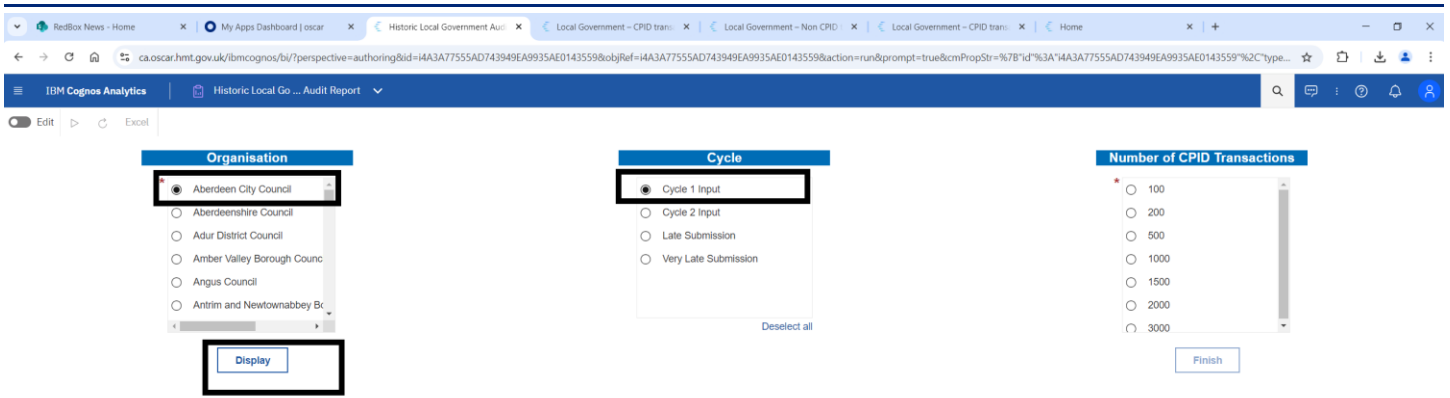 RedBox News - Home
My Apps Dashboard | oscar
Historic Local Government Aud
Local Government – CPID trans
Local Government – Non CPID
Local Government – CPID trans
Home
ca.oscar.hmt.gov.uk/ibmcognos/bi/?perspective=authoring&id=i4A3A77555AD743949EA9935AE0143559&objRef=i4A3A77555AD743949EA9935AE0143559&action=run&prompt=true&cmPropStr=%7B"id"%3A"i4A3A77555AD743949EA9935AE0143559"%2C"type...
IBM Cognos Analytics
Historic Local Go ... Audit Report
Edit
Excel
Organisation
* Aberdeen City Council
Aberdeenshire Council
Adur District Council
Amber Valley Borough Counc
Angus Council
Antrim and Newtownabbey Bo
Display
Cycle
Cycle 1 Input
Cycle 2 Input
Late Submission
Very Late Submission
Deselect all
Number of CPID Transactions
* 100
200
500
1000
1500
2000
3000
Finish